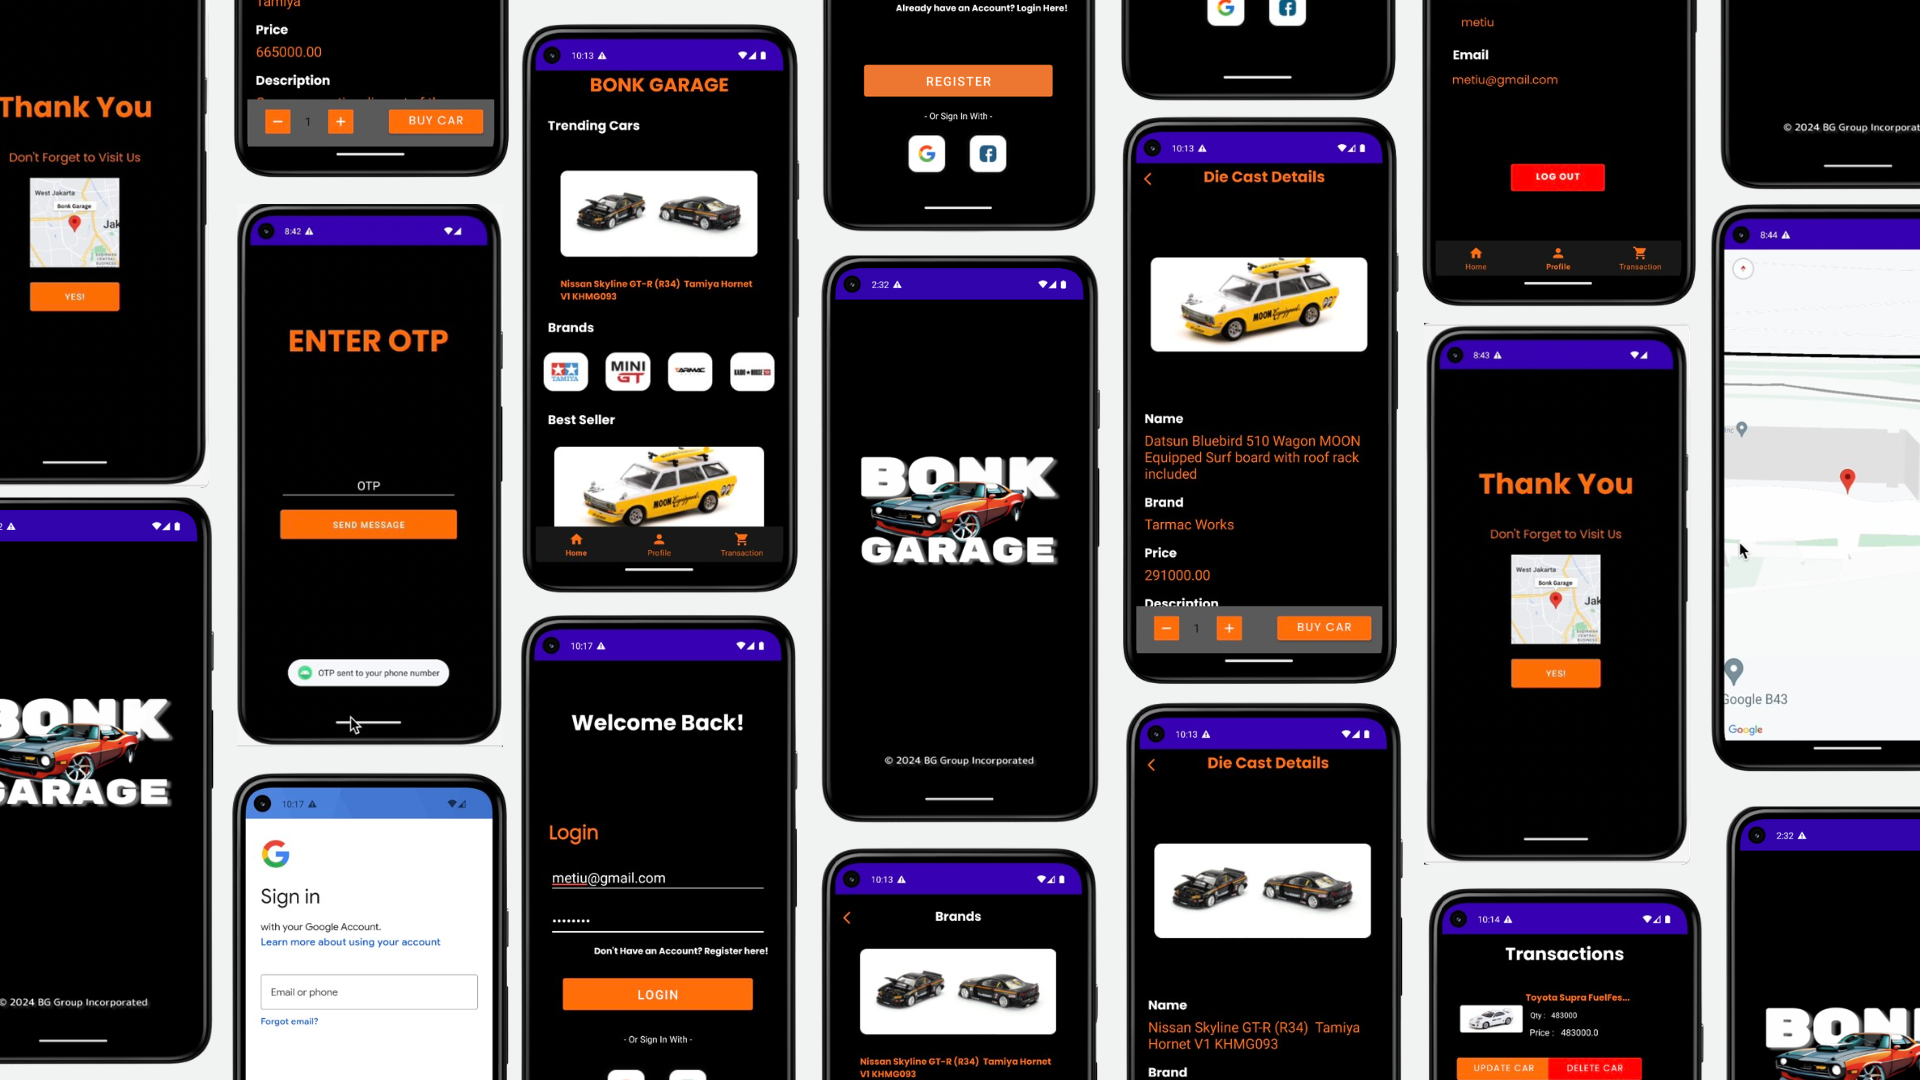 Thank You
Don't Forget to Visit Us
West Jakarta
Bonk Garage
Jak
YES!
BONK
GARAGE
© 2024 BG Group Incorporated
Tamiya
Price
665000.00
Description
1
BUY CAR
8:42
ENTER OTP
OTP
SEND MESSAGE
OTP sent to your phone number
10:17
Sign in
with your Google Account.
Learn more about using your account
Email or phone
Forgot email?
10:13
BONK GARAGE
Trending Cars
Nissan Skyline GT-R (R34) Tamiya Hornet
V1 KHMG093
Brands
TAMIYA
MINI
GT
TARMAC
KAIDO HOUSE
Best Seller
MOON Equipped
Home
Profile
Transaction
10:17
Welcome Back!
Login
metiu@gmail.com
Don't Have an Account? Register here!
LOGIN
- Or Sign In With -
Already have an Account? Login Here!
REGISTER
- Or Sign In With -
2:32
BONK
GARAGE
© 2024 BG Group Incorporated
10:13
Brands
Nissan Skyline GT-R (R34) Tamiya Hornet
V1 KHMG093
10:13
Die Cast Details
MOON Equipped
Name
Datsun Bluebird 510 Wagon MOON
Equipped Surf board with roof rack
included
Brand
Tarmac Works
Price
291000.00
Description
1
BUY CAR
10:13
Die Cast Details
Name
Nissan Skyline GT-R (R34) Tamiya
Hornet V1 KHMG093
Brand
metiu
Email
metiu@gmail.com
LOG OUT
Home
Profile
Transaction
8:43
Thank You
Don't Forget to Visit Us
West Jakarta
Bonk Garage
Jak
YES!
10:14
Transactions
Toyota Supra FuelFes...
Qty : 483000
Price : 483000.0
UPDATE CAR
DELETE CAR
© 2024 BG Group Incorporat
8:44
Inc.
Google B43
Google
2:32
BON